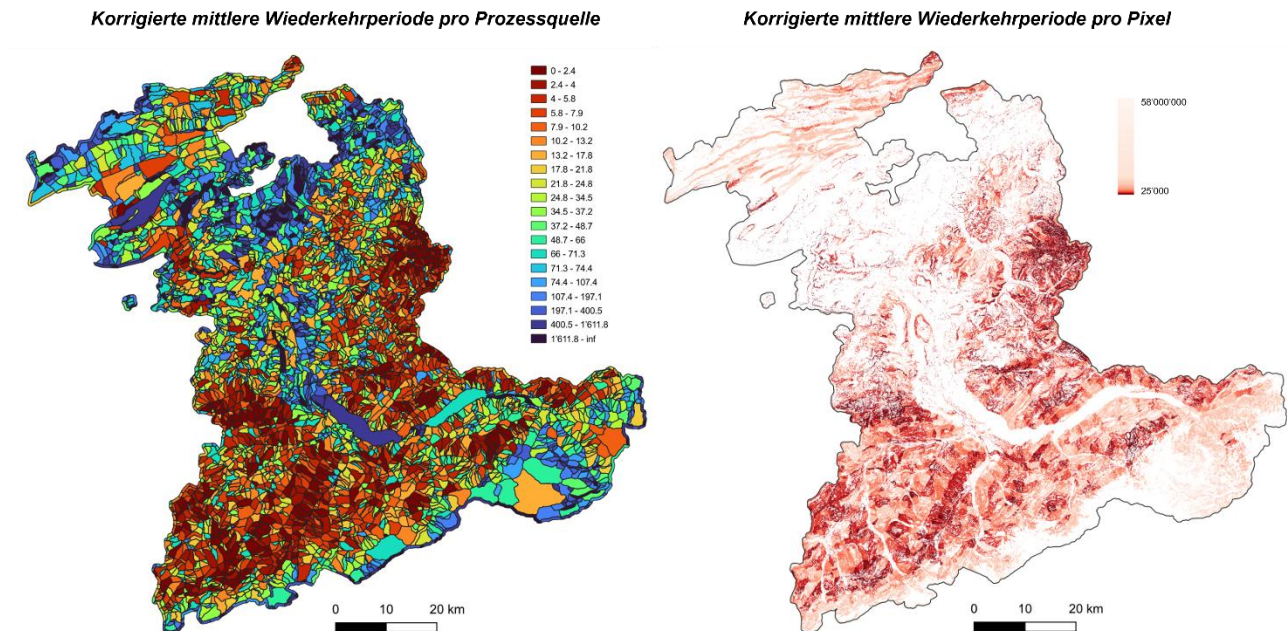 Korrigierte mittlere Wiederkehrperiode pro Prozessquelle
Korrigierte mittlere Wiederkehrperiode pro Pixel
0 - 2.4
2.4 - 4
4 - 5.8
5.8 - 7.9
7.9 - 10.2
10.2 - 13.2
13.2 - 17.8
17.8 - 21.8
21.8 - 24.8
24.8 - 34.5
34.5 - 37.2
37.2 - 48.7
48.7 - 66
66 - 71.3
71.3 - 74.4
74.4 - 107.4
107.4 - 197.1
197.1 - 400.5
400.5 - 1'611.8
1'611.8 - inf
58'000'000
25'000
0 10 20 km
0 10 20 km